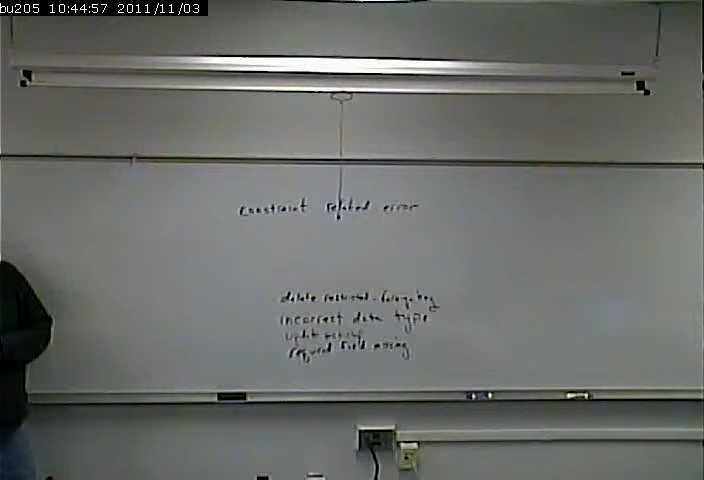 bu205 10:44:57 2011/11/03
Constraint related error
delete restricted - foreign key
incorrect data type
update
required field missing